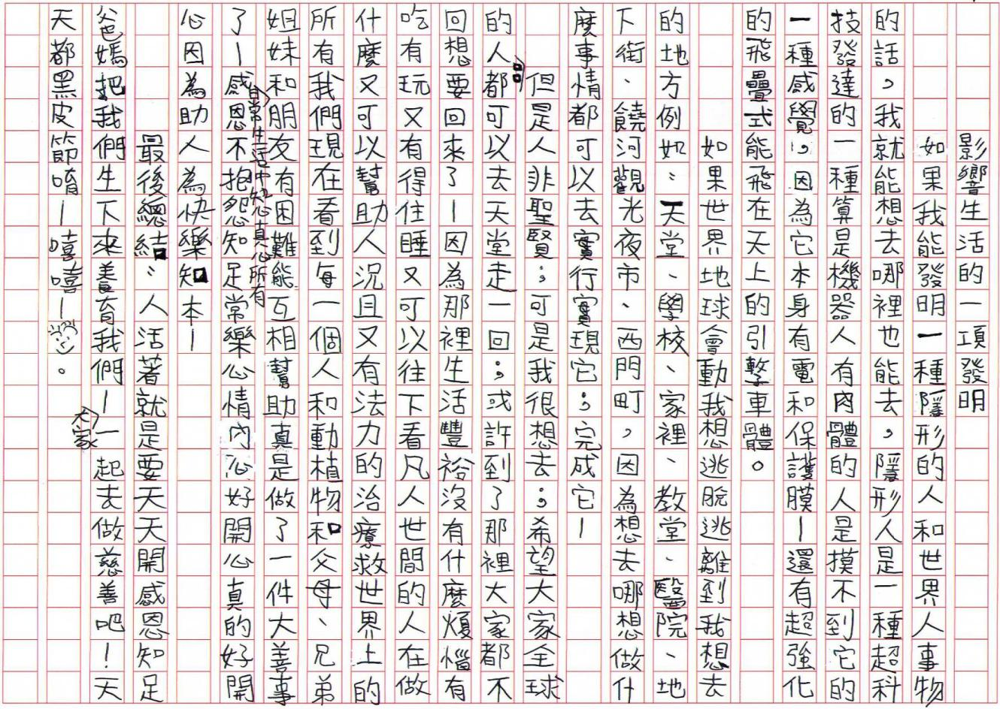 影響生活的一項發明
如果我能發明一種隱形的人和世界人事物
的話，我就能想去哪裡也能去，隱形人是一種超科
技發達的一種算是機器人有肉體的人是摸不到它的
一種感覺。因為它本身有電和保護膜—還有超強化
的飛疊式能飛在天上的引擎車體。
如果世界地球會動我想逃脫逃離到我想去
的地方例如：天堂、學校、家裡、教堂、醫院、地
下街、饒河觀光夜市、西門町，因為想去哪想做什
麼事情都可以去實行實現它；完成它—
但是人非聖賢；可是我很想去；希望大家全球
的人都可以去天堂走一回；或許到了那裡大家都不
回想要回來了—因為那裡生活豐裕沒有什麼煩惱有
吃有玩又有得住睡又可以往下看凡人世間的人在做
什麼又可以幫助人況且又有法力的治療救世界上的
所有我們現在看到每一個人和動植物和父母、兄弟
姐妹和朋友有困難能互相幫助真是做了一件大善事
日常生活中知心真心所有
了—感恩不抱怨知足常樂心情內心好開心真的好開
心因為助人為快樂知本—
最後總結：人活著就是要天天開感恩知足
爸媽把我們生下來養育我們—一起去做慈善吧！天
大家
天都黑皮節唷—嘻嘻—。